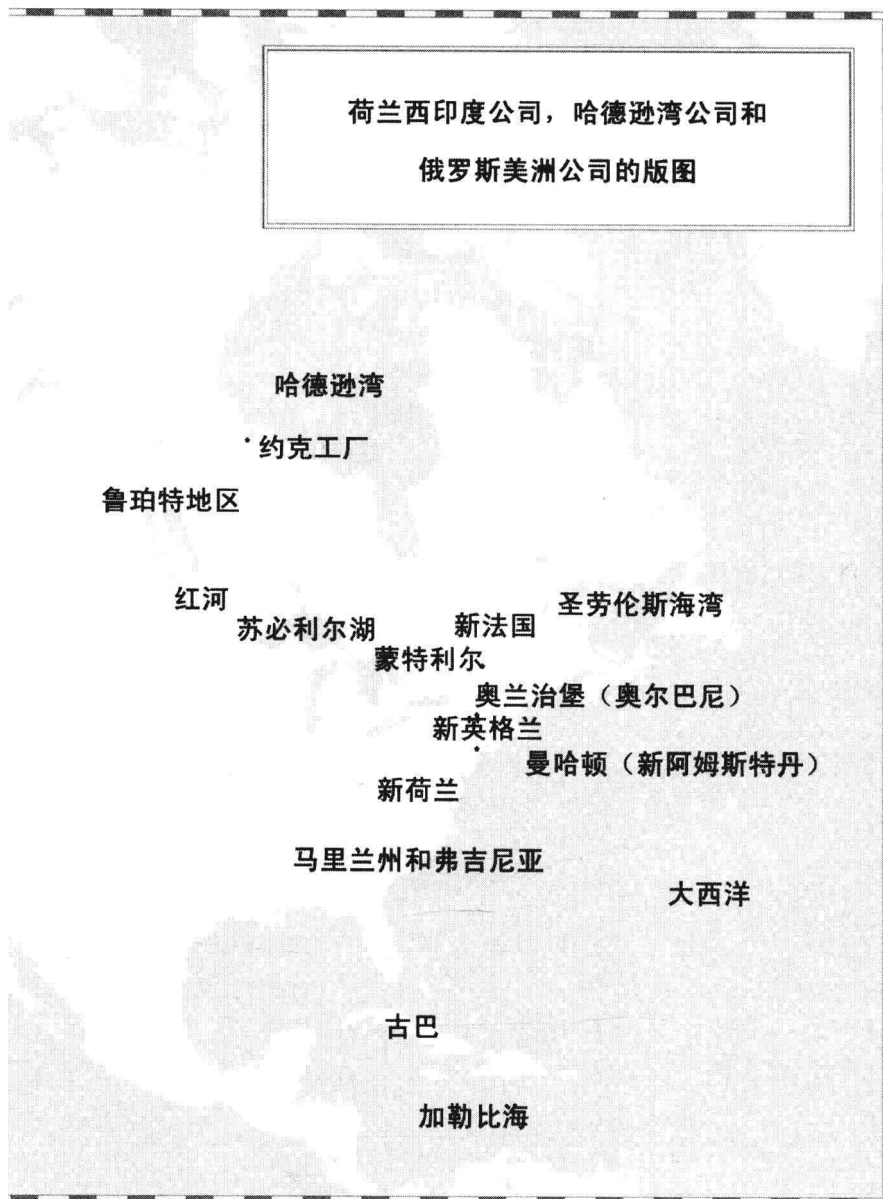 荷兰西印度公司，哈德逊湾公司和
俄罗斯美洲公司的版图
哈德逊湾
约克工厂
鲁珀特地区
红河
圣劳伦斯海湾
苏必利尔湖
新法国
蒙特利尔
奥兰治堡（奥尔巴尼）
新英格兰
曼哈顿（新阿姆斯特丹）
新荷兰
马里兰州和弗吉尼亚
大西洋
古巴
加勒比海